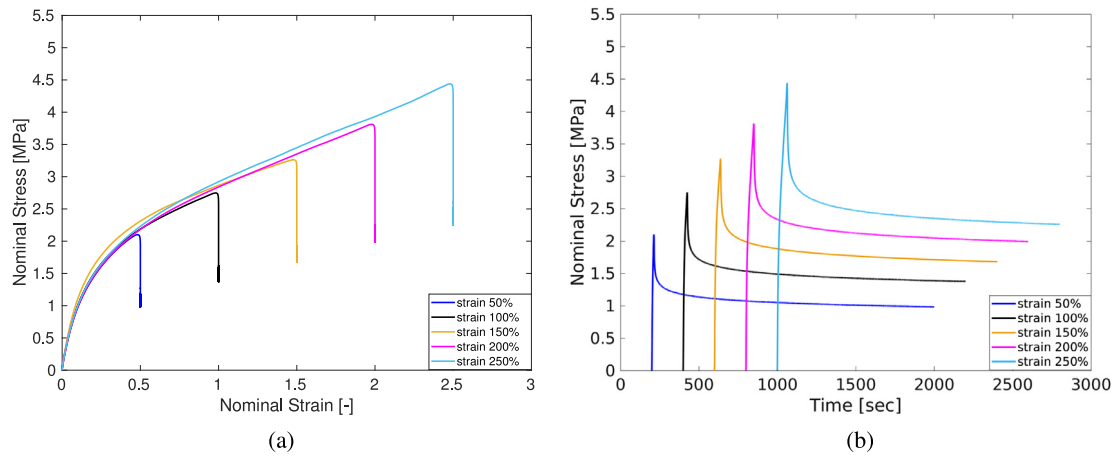 5.5
5
4.5
4
3.5
3
2.5
2
1.5
1
0.5
0
Nominal Stress [MPa]
strain 50%
strain 100%
strain 150%
strain 200%
strain 250%
0 0.5 1 1.5 2 2.5 3
Nominal Strain [-]
(a)
5.5
5
4.5
4
3.5
3
2.5
2
1.5
1
0.5
0
Nominal Stress [MPa]
strain 50%
strain 100%
strain 150%
strain 200%
strain 250%
0 500 1000 1500 2000 2500 3000
Time [sec]
(b)